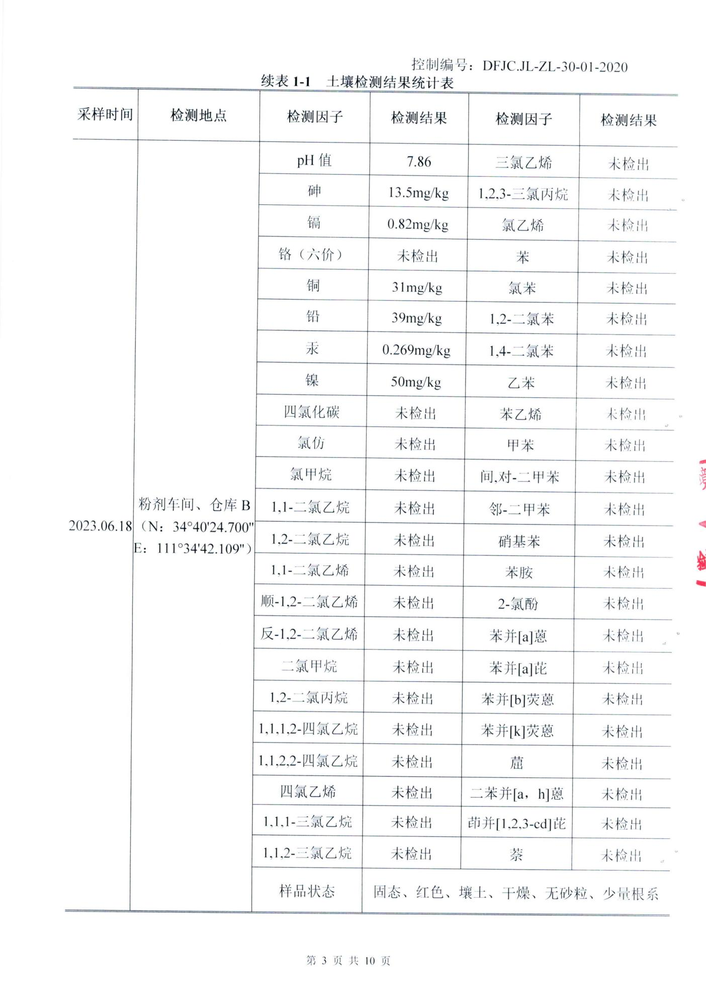 控制编号：DFJC.JL-ZL-30-01-2020
续表 1-1 土壤检测结果统计表
采样时间 检测地点 检测因子 检测结果 检测因子 检测结果
pH 值 7.86 三氯乙烯 未检出
砷 13.5mg/kg 1,2,3-三氯丙烷 未检出
镉 0.82mg/kg 氯乙烯 未检出
铬（六价） 未检出 苯 未检出
铜 31mg/kg 氯苯 未检出
铅 39mg/kg 1,2-二氯苯 未检出
汞 0.269mg/kg 1,4-二氯苯 未检出
镍 50mg/kg 乙苯 未检出
四氯化碳 未检出 苯乙烯 未检出
氯仿 未检出 甲苯 未检出
氯甲烷 未检出 间,对-二甲苯 未检出
粉剂车间、仓库 B 1,1-二氯乙烷 未检出 邻-二甲苯 未检出
2023.06.18 （N：34°40'24.700"
E：111°34'42.109"） 1,2-二氯乙烷 未检出 硝基苯 未检出
1,1-二氯乙烯 未检出 苯胺 未检出
顺-1,2-二氯乙烯 未检出 2-氯酚 未检出
反-1,2-二氯乙烯 未检出 苯并[a]蒽 未检出
二氯甲烷 未检出 苯并[a]芘 未检出
1,2-二氯丙烷 未检出 苯并[b]荧蒽 未检出
1,1,1,2-四氯乙烷 未检出 苯并[k]荧蒽 未检出
1,1,2,2-四氯乙烷 未检出 䓛 未检出
四氯乙烯 未检出 二苯并[a，h]蒽 未检出
1,1,1-三氯乙烷 未检出 茚并[1,2,3-cd]芘 未检出
1,1,2-三氯乙烷 未检出 萘 未检出
样品状态 固态、红色、壤土、干燥、无砂粒、少量根系
第 3 页 共 10 页